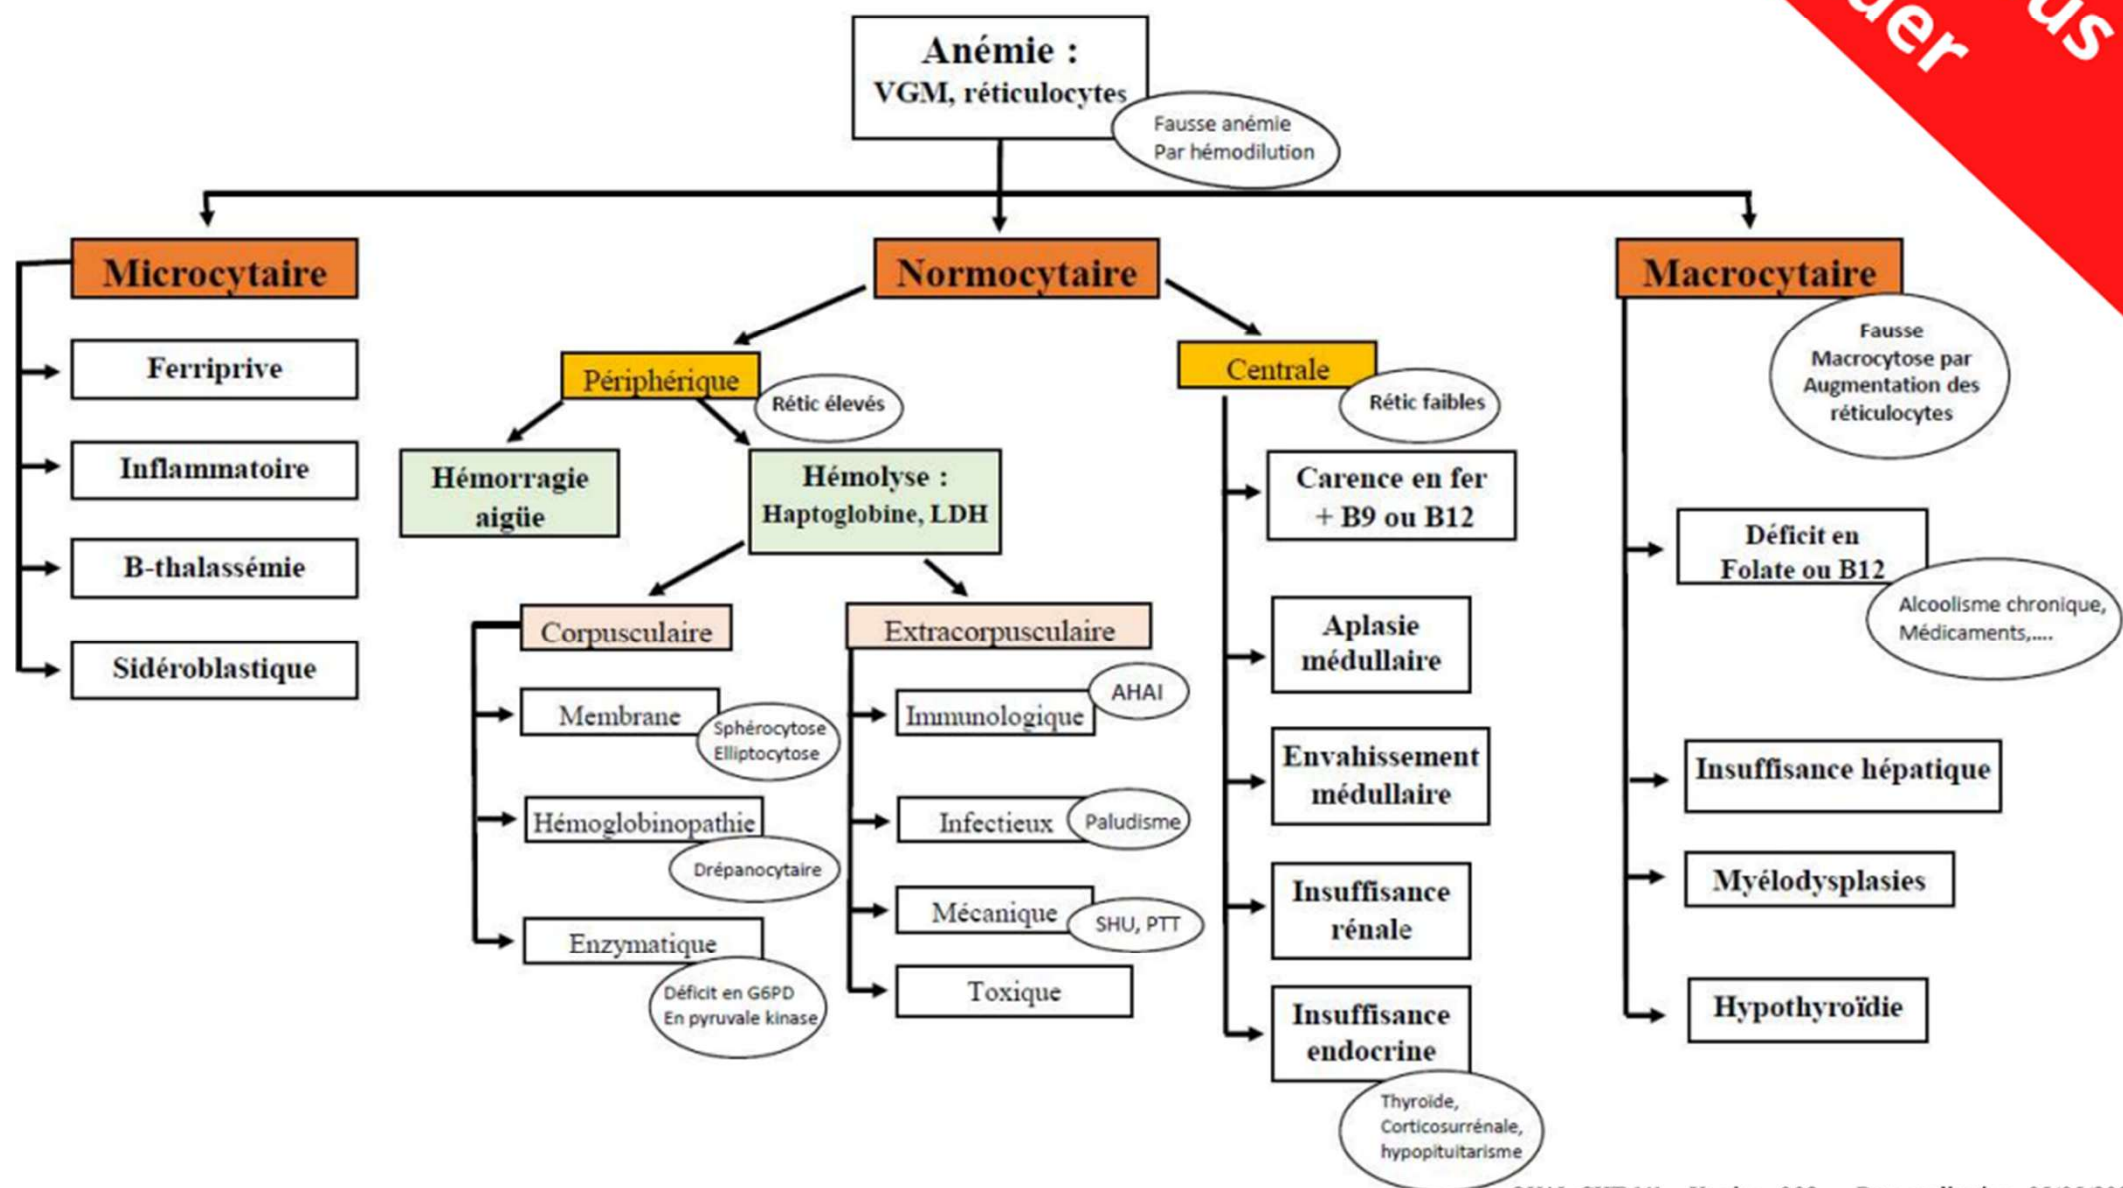 us
uer
Anémie :
VGM, réticulocytes
Fausse anémie
Par hémodilution
Microcytaire
Ferriprive
Inflammatoire
B-thalassémie
Sidéroblastique
Normocytaire
Périphérique
Rétic élevés
Hémorragie
aigüe
Hémolyse :
Haptoglobine, LDH
Corpusculaire
Membrane
Sphérocytose
Elliptocytose
Hémoglobinopathie
Drépanocytaire
Enzymatique
Déficit en G6PD
En pyruvale kinase
Extracorpusculaire
Immunologique
AHAI
Infectieux
Paludisme
Mécanique
SHU, PTT
Toxique
Centrale
Rétic faibles
Carence en fer
+ B9 ou B12
Aplasie
médullaire
Envahissement
médullaire
Insuffisance
rénale
Insuffisance
endocrine
Thyroïde,
Corticosurrénale,
hypopituitarisme
Macrocytaire
Fausse
Macrocytose par
Augmentation des
réticulocytes
Déficit en
Folate ou B12
Alcoolisme chronique,
Médicaments,....
Insuffisance hépatique
Myélodysplasies
Hypothyroïdie